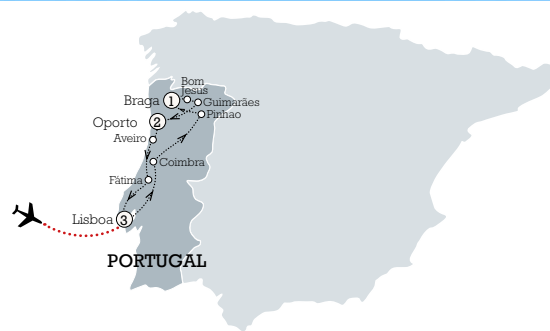 Bom
Jesus
Braga
1
Guimarães
Pinhao
Oporto
2
Aveiro
Coimbra
Fátima
Lisboa
3
PORTUGAL